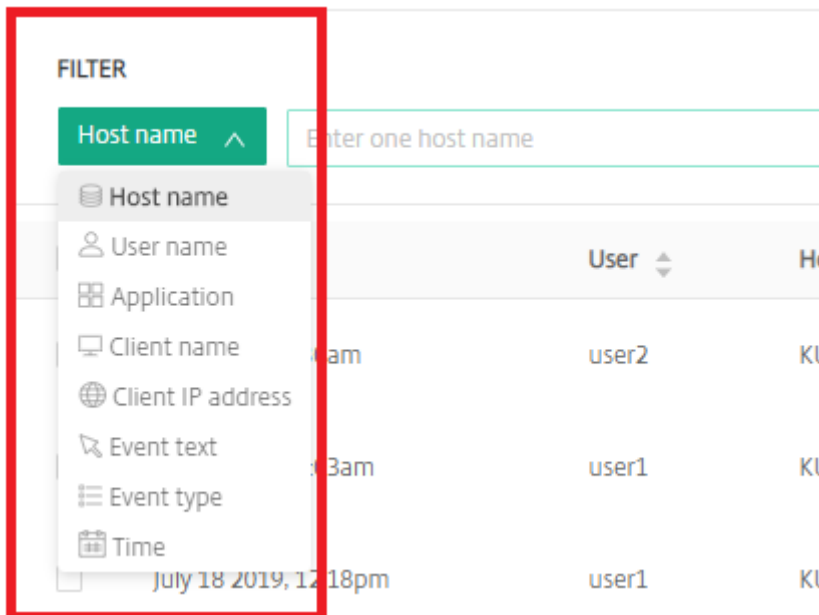 FILTER
Host name
Enter one host name
Host name
User name
User
Application
Client name
am
user2
Client IP address
Event text
:03am
user1
Event type
Time
July 18 2019, 12:18pm
user1